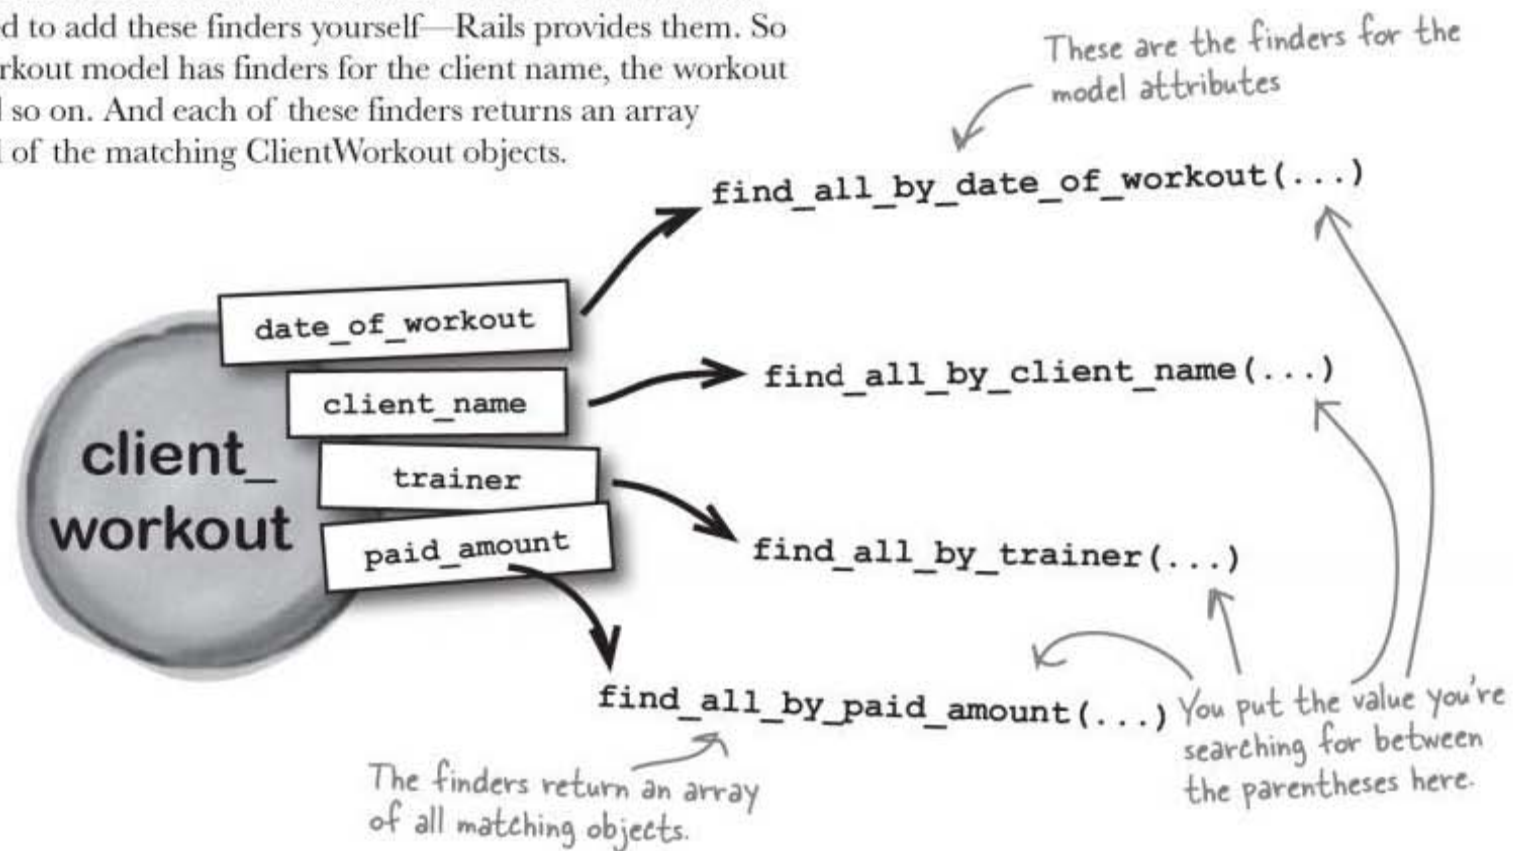 d to add these finders yourself—Rails provides them. So
rkout model has finders for the client name, the workout
so on. And each of these finders returns an array
of the matching ClientWorkout objects.
These are the finders for the
model attributes
find_all_by_date_of_workout(...)
date_of_workout
client_name
find_all_by_client_name(...)
client_
workout
trainer
paid_amount
find_all_by_trainer(...)
find_all_by_paid_amount(...)
You put the value you're
searching for between
the parentheses here.
The finders return an array
of all matching objects.